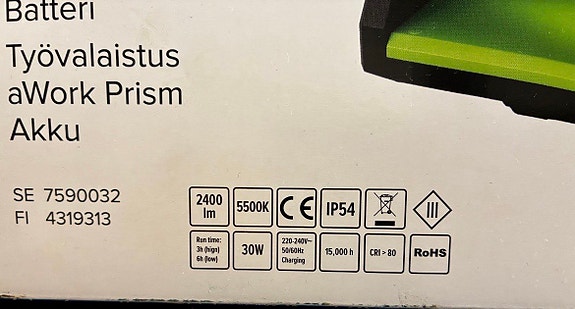 Batteri
Työvalaistus
aWork Prism
Akku
SE 7590032
FI 4319313
2400
lm
5500K
CE
IP54
III
Run time:
3h (hign)
6h (low)
30W
220-240V~
50/60Hz
Charging
15,000 h
CRI > 80
RoHS